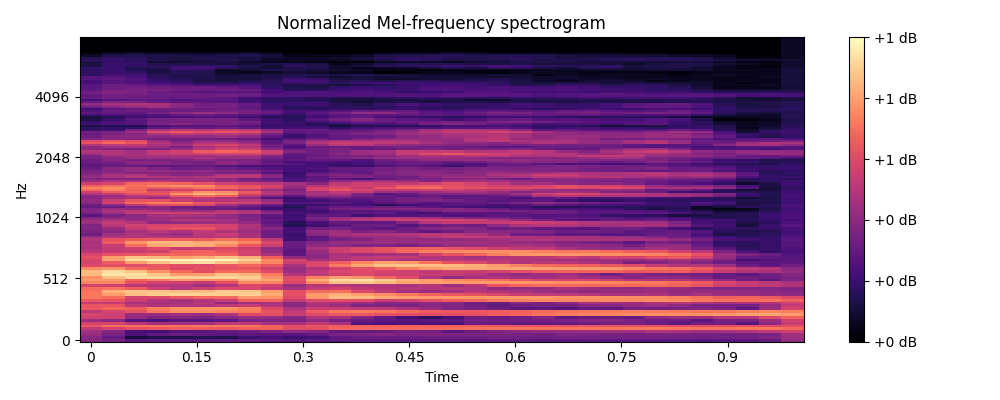 Normalized Mel-frequency spectrogram
Hz
4096
2048
1024
512
0
0 0.15 0.3 0.45 0.6 0.75 0.9
Time
+1 dB
+1 dB
+1 dB
+0 dB
+0 dB
+0 dB